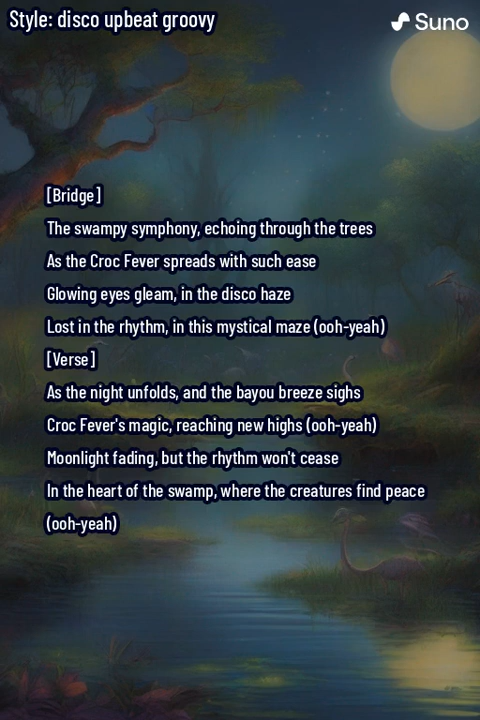 Style: disco upbeat groovy
Suno
[Bridge]
The swampy symphony, echoing through the trees
As the Croc Fever spreads with such ease
Glowing eyes gleam, in the disco haze
Lost in the rhythm, in this mystical maze (ooh-yeah)
[Verse]
As the night unfolds, and the bayou breeze sighs
Croc Fever's magic, reaching new highs (ooh-yeah)
Moonlight fading, but the rhythm won't cease
In the heart of the swamp, where the creatures find peace
(ooh-yeah)